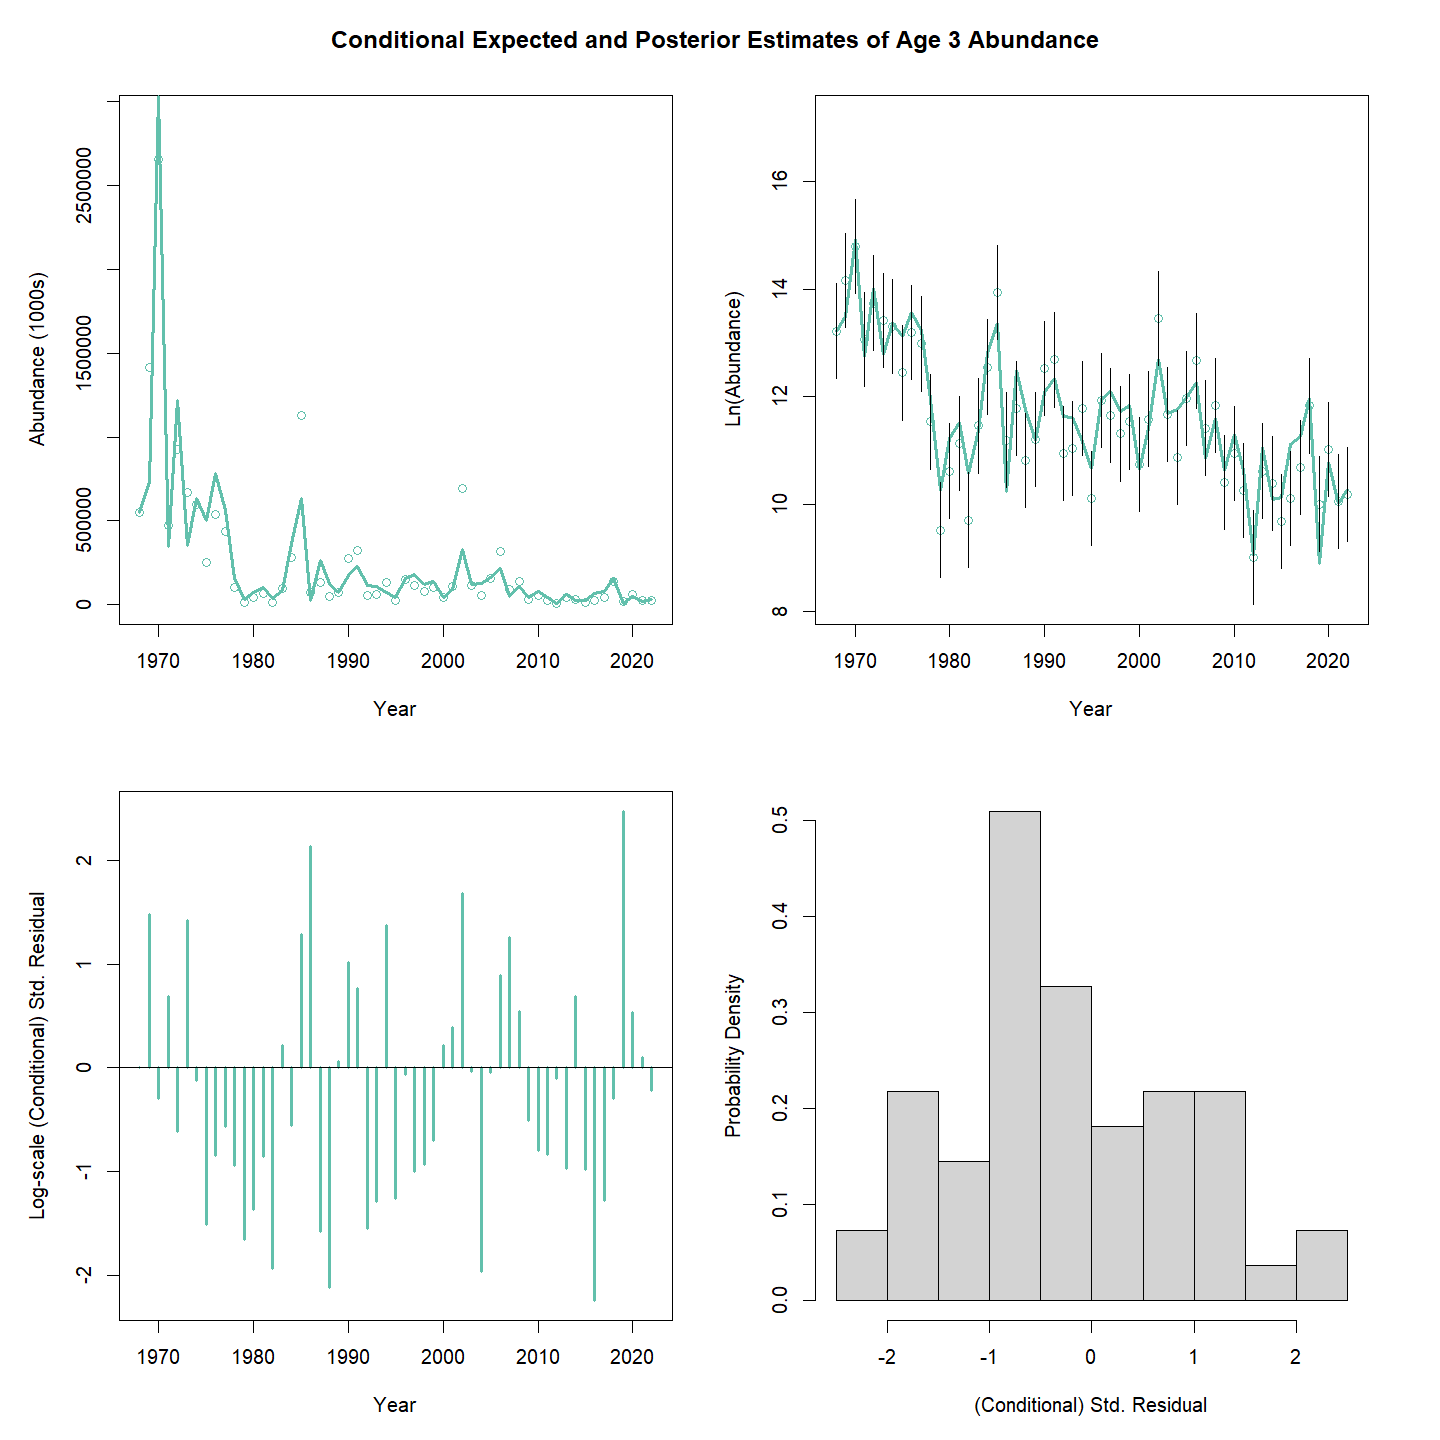 Conditional Expected and Posterior Estimates of Age 3 Abundance
Abundance (1000s)
0
500000
1500000
2500000
1970 1980 1990 2000 2010 2020
Year
Ln(Abundance)
8
10
12
14
16
1970 1980 1990 2000 2010 2020
Year
Log-scale (Conditional) Std. Residual
-2
-1
0
1
2
1970 1980 1990 2000 2010 2020
Year
Probability Density
0.0
0.1
0.2
0.3
0.4
0.5
-2 -1 0 1 2
(Conditional) Std. Residual